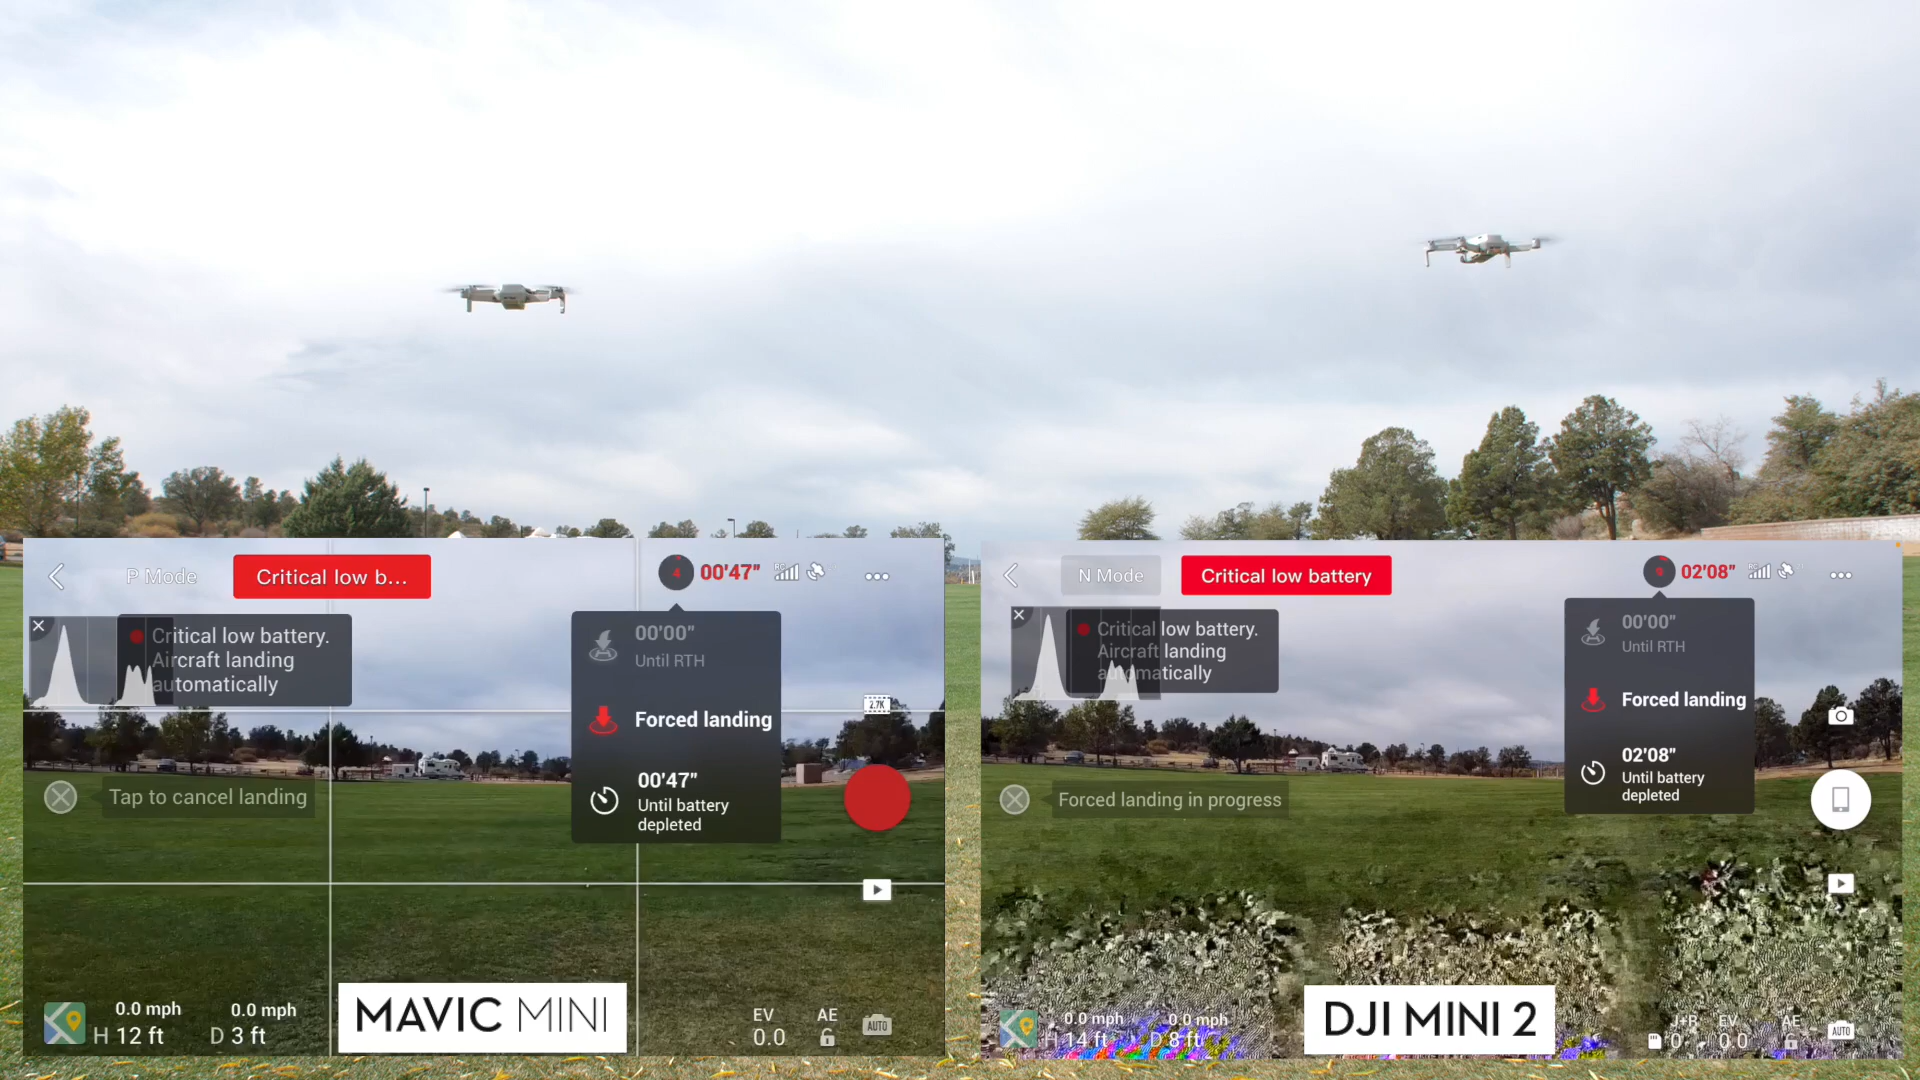 P Mode
Critical low b...
4
00'47"
RC
Critical low battery.
Aircraft landing
automatically
00'00"
Until RTH
Forced landing
00'47"
Until battery
depleted
2.7K
Tap to cancel landing
0.0 mph
0.0 mph
H 12 ft
D 3 ft
MAVIC MINI
EV
0.0
AE
AUTO
N Mode
Critical low battery
9
02'08"
RC
Critical low battery.
Aircraft landing
automatically
00'00"
Until RTH
Forced landing
02'08"
Until battery
depleted
Forced landing in progress
0.0 mph
0.0 mph
H 14 ft
D 8 ft
DJI MINI 2
J+R
EV
0.0
AE
AUTO